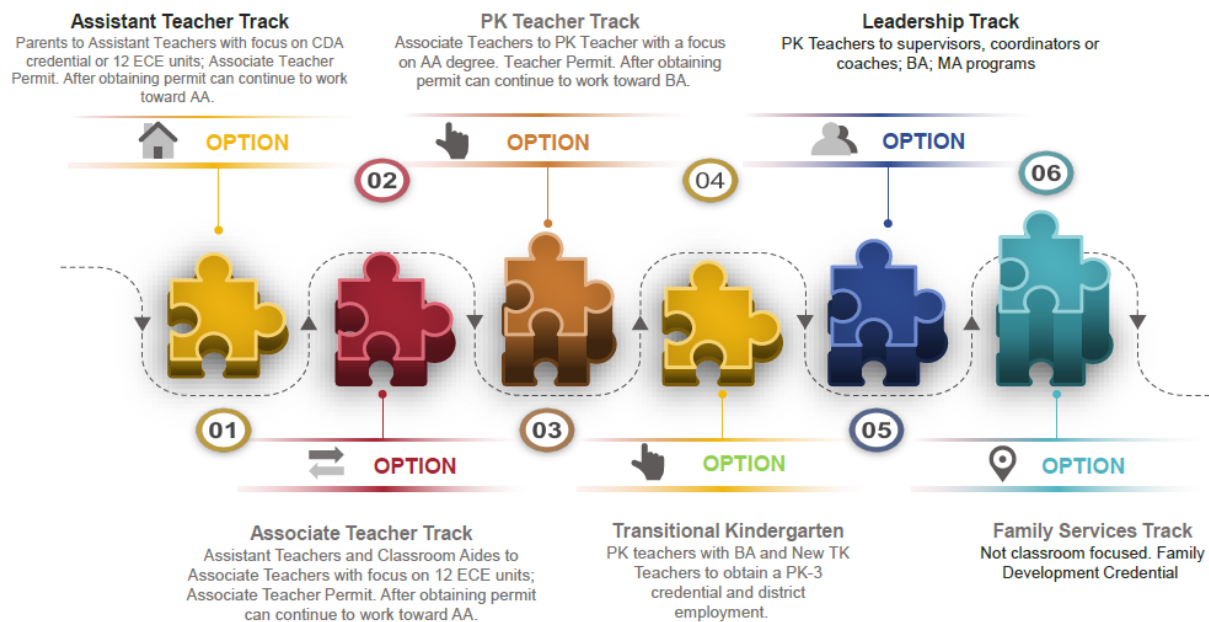 Assistant Teacher Track
Parents to Assistant Teachers with focus on CDA
credential or 12 ECE units; Associate Teacher
Permit. After obtaining permit can continue to work
toward AA.
OPTION
01
02
OPTION
Associate Teacher Track
Assistant Teachers and Classroom Aides to
Associate Teachers with focus on 12 ECE units;
Associate Teacher Permit. After obtaining permit
can continue to work toward AA.
PK Teacher Track
Associate Teachers to PK Teacher with a focus
on AA degree. Teacher Permit. After obtaining
permit can continue to work toward BA.
OPTION
03
04
OPTION
Transitional Kindergarten
PK teachers with BA and New TK
Teachers to obtain a PK-3
credential and district
employment.
Leadership Track
PK Teachers to supervisors, coordinators or
coaches; BA; MA programs
OPTION
05
06
OPTION
Family Services Track
Not classroom focused. Family
Development Credential